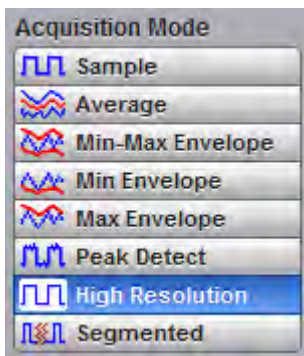 Acquisition Mode
Sample
Average
Min-Max Envelope
Min Envelope
Max Envelope
Peak Detect
High Resolution
Segmented